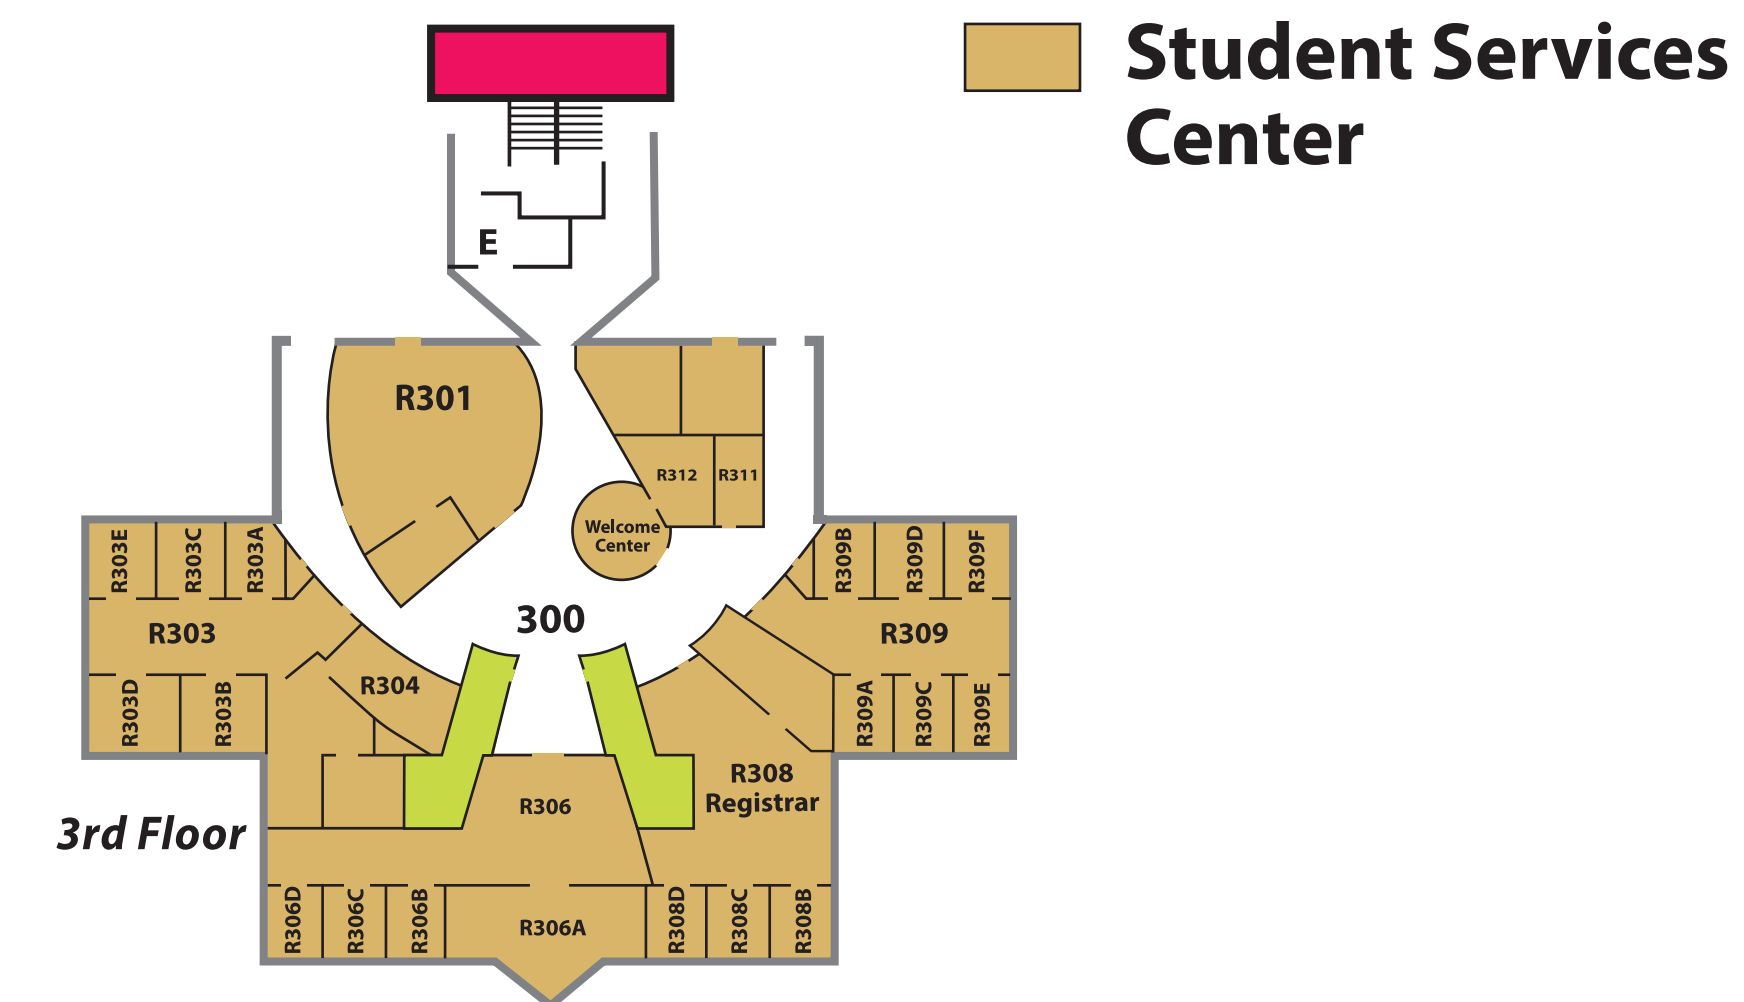 Student Services
Center
E
R301
R312
R311
Welcome
Center
R303E
R303C
R303A
R309B
R309D
R309F
300
R303
R309
R304
R303D
R303B
R309A
R309C
R309E
R308
Registrar
R306
3rd Floor
R306D
R306C
R306B
R306A
R308D
R308C
R308B